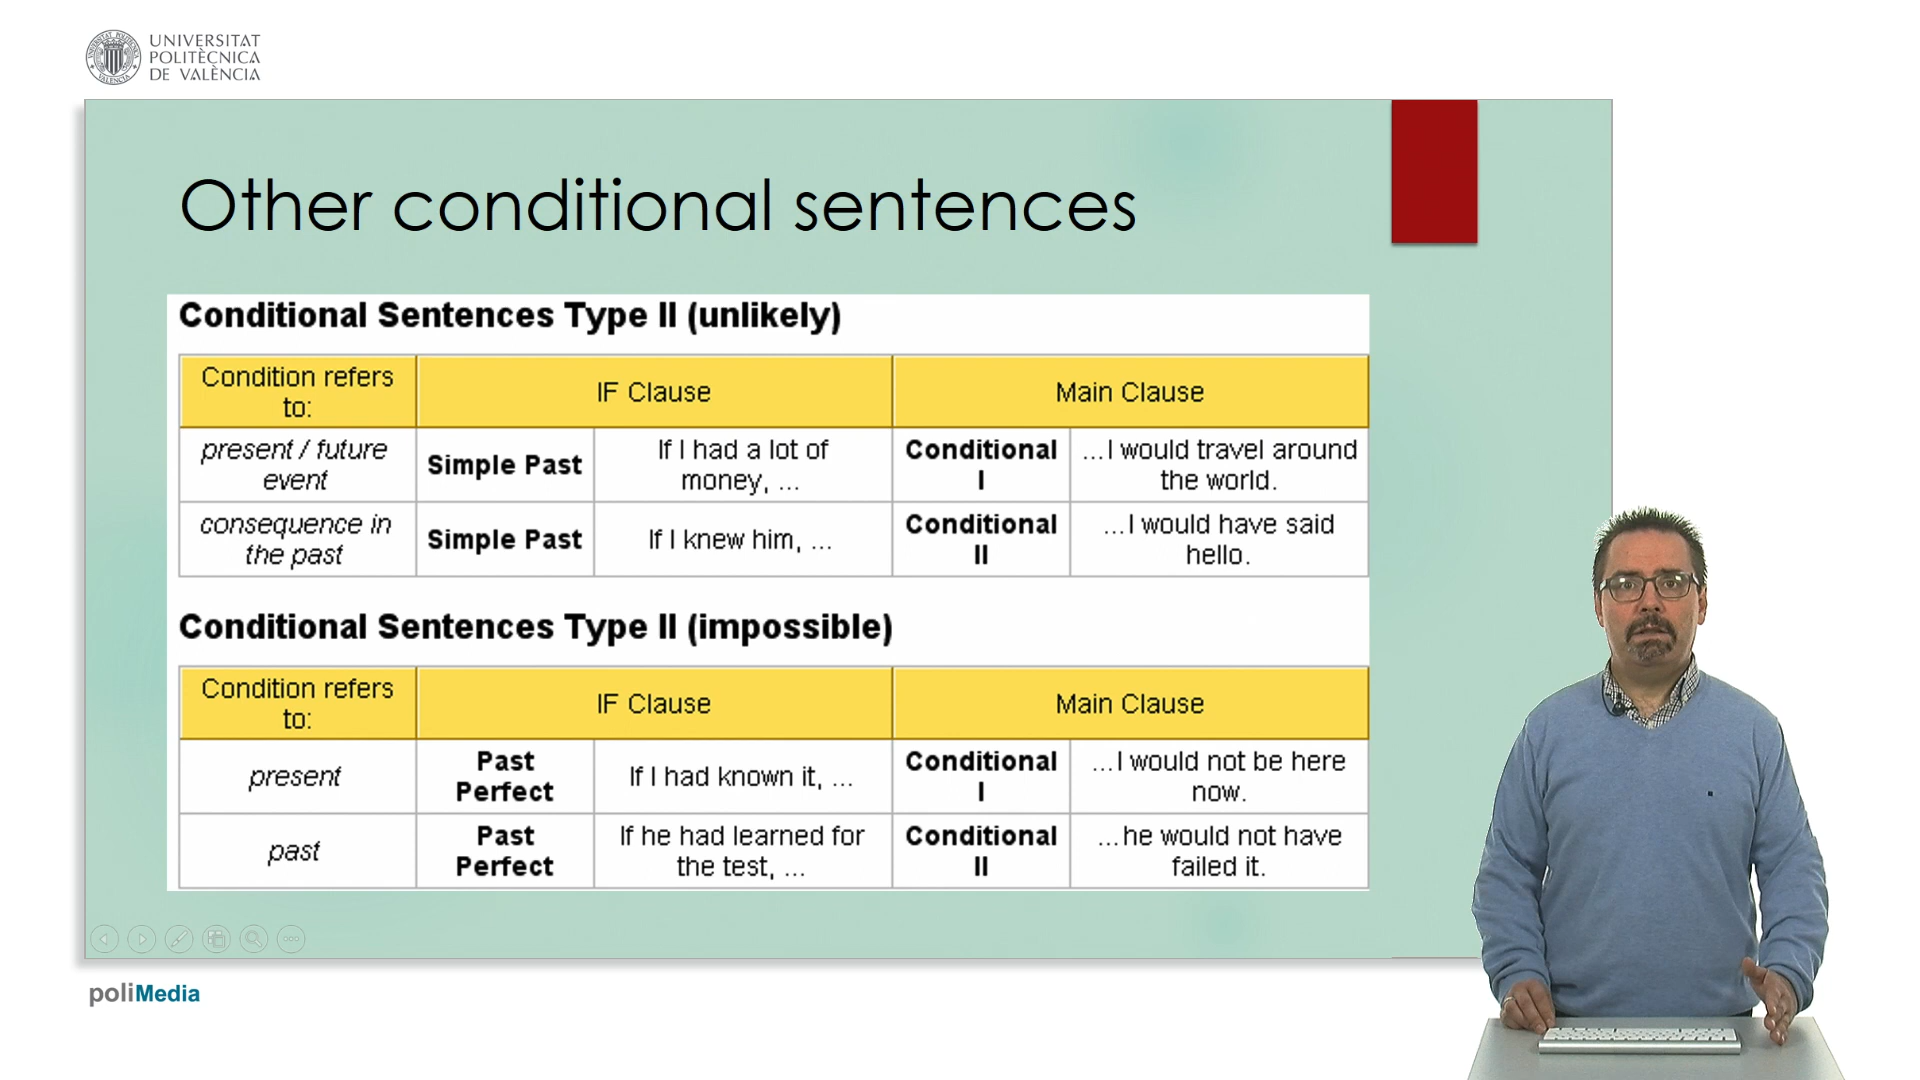 UNIVERSITAT
POLITÈCNICA
DE VALÈNCIA
Other conditional sentences
Conditional Sentences Type II (unlikely)
Condition refers
to:
IF Clause
Main Clause
present / future
event
Simple Past
If I had a lot of
money, ...
Conditional
I
...I would travel around
the world.
consequence in
the past
Simple Past
If I knew him, ...
Conditional
II
...I would have said
hello.
Conditional Sentences Type II (impossible)
Condition refers
to:
IF Clause
Main Clause
present
Past
Perfect
If I had known it, ...
Conditional
I
...I would not be here
now.
past
Past
Perfect
If he had learned for
the test, ...
Conditional
II
...he would not have
failed it.
poliMedia